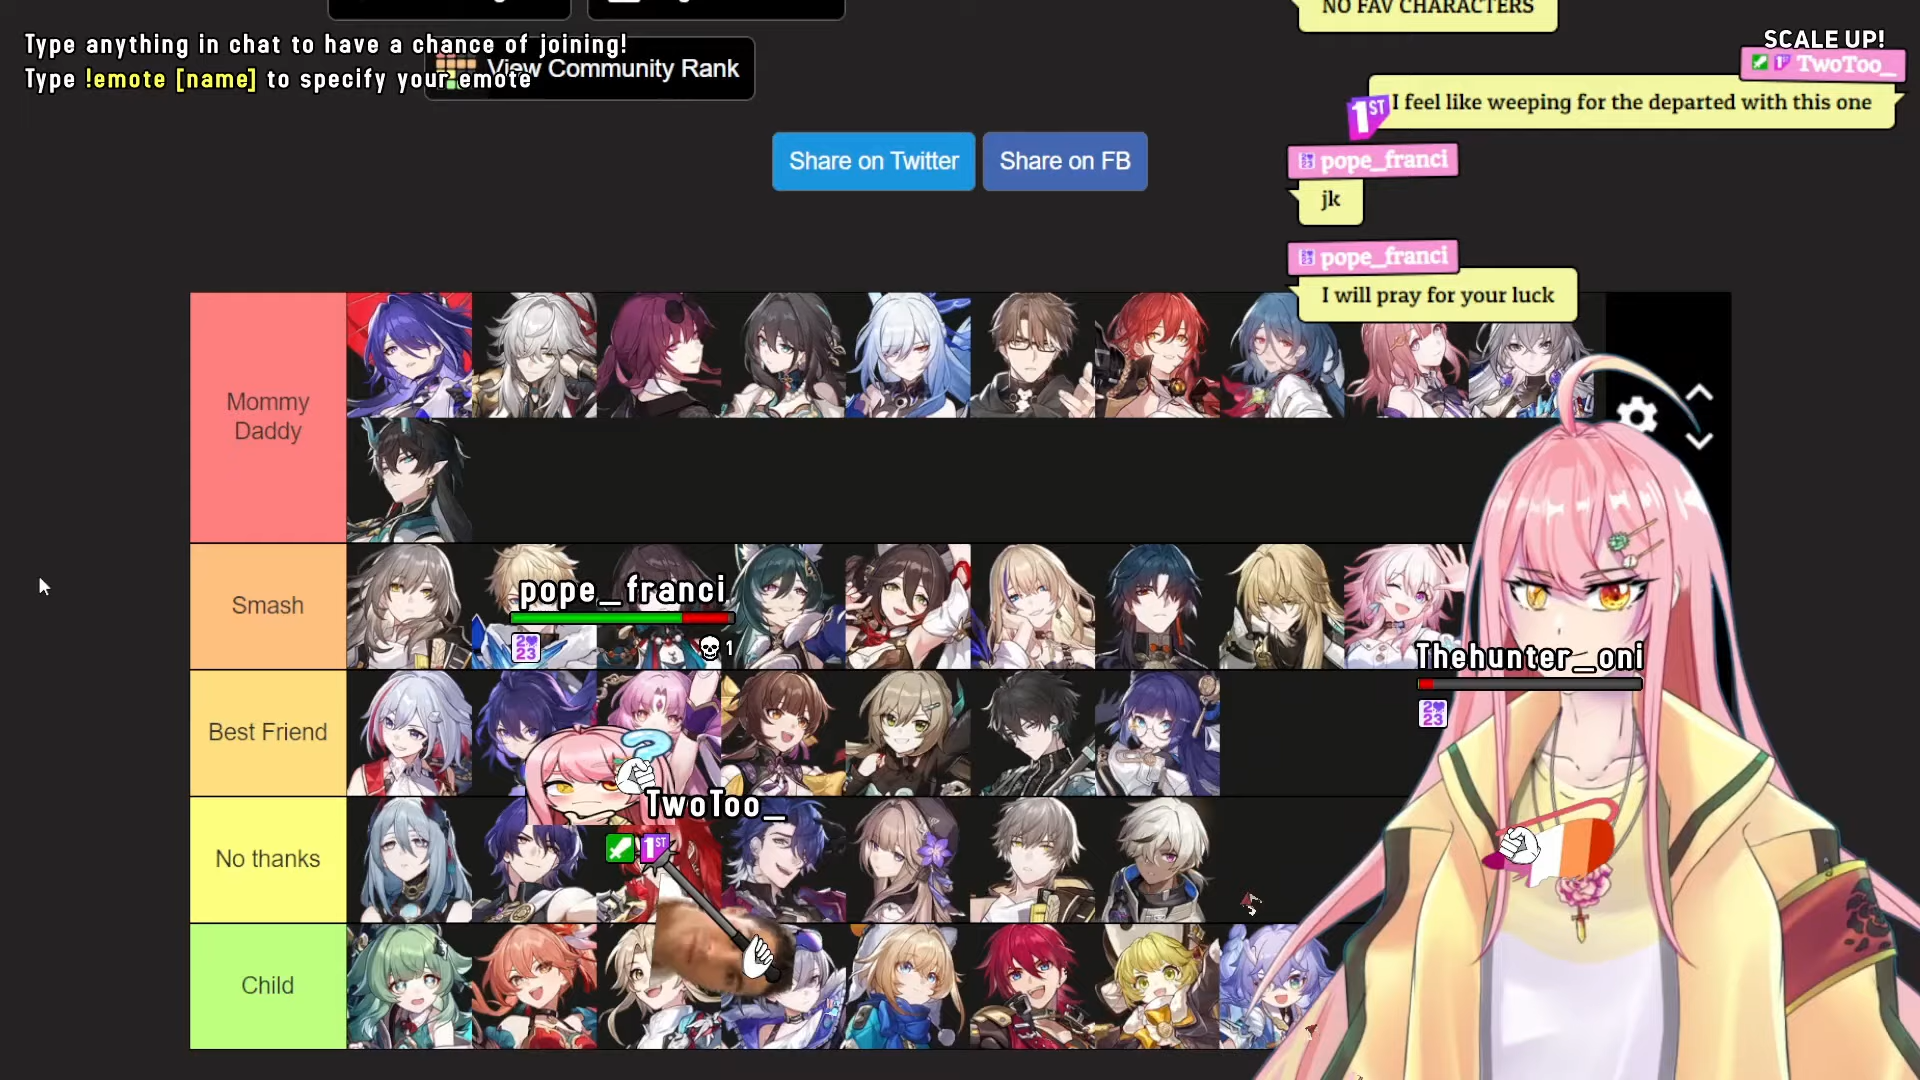 NO FAV CHARACTERS
Type anything in chat to have a chance of joining!
SCALE UP!
TwoToo_
View Community Rank
Type !emote [name] to specify your emote
1ST I feel like weeping for the departed with this one
Share on Twitter
Share on FB
pope_franci
jk
pope_franci
I will pray for your luck
Mommy
Daddy
Smash
pope_franci
23
1
Thehunter_oni
23
Best Friend
TwoToo_
1ST
No thanks
Child